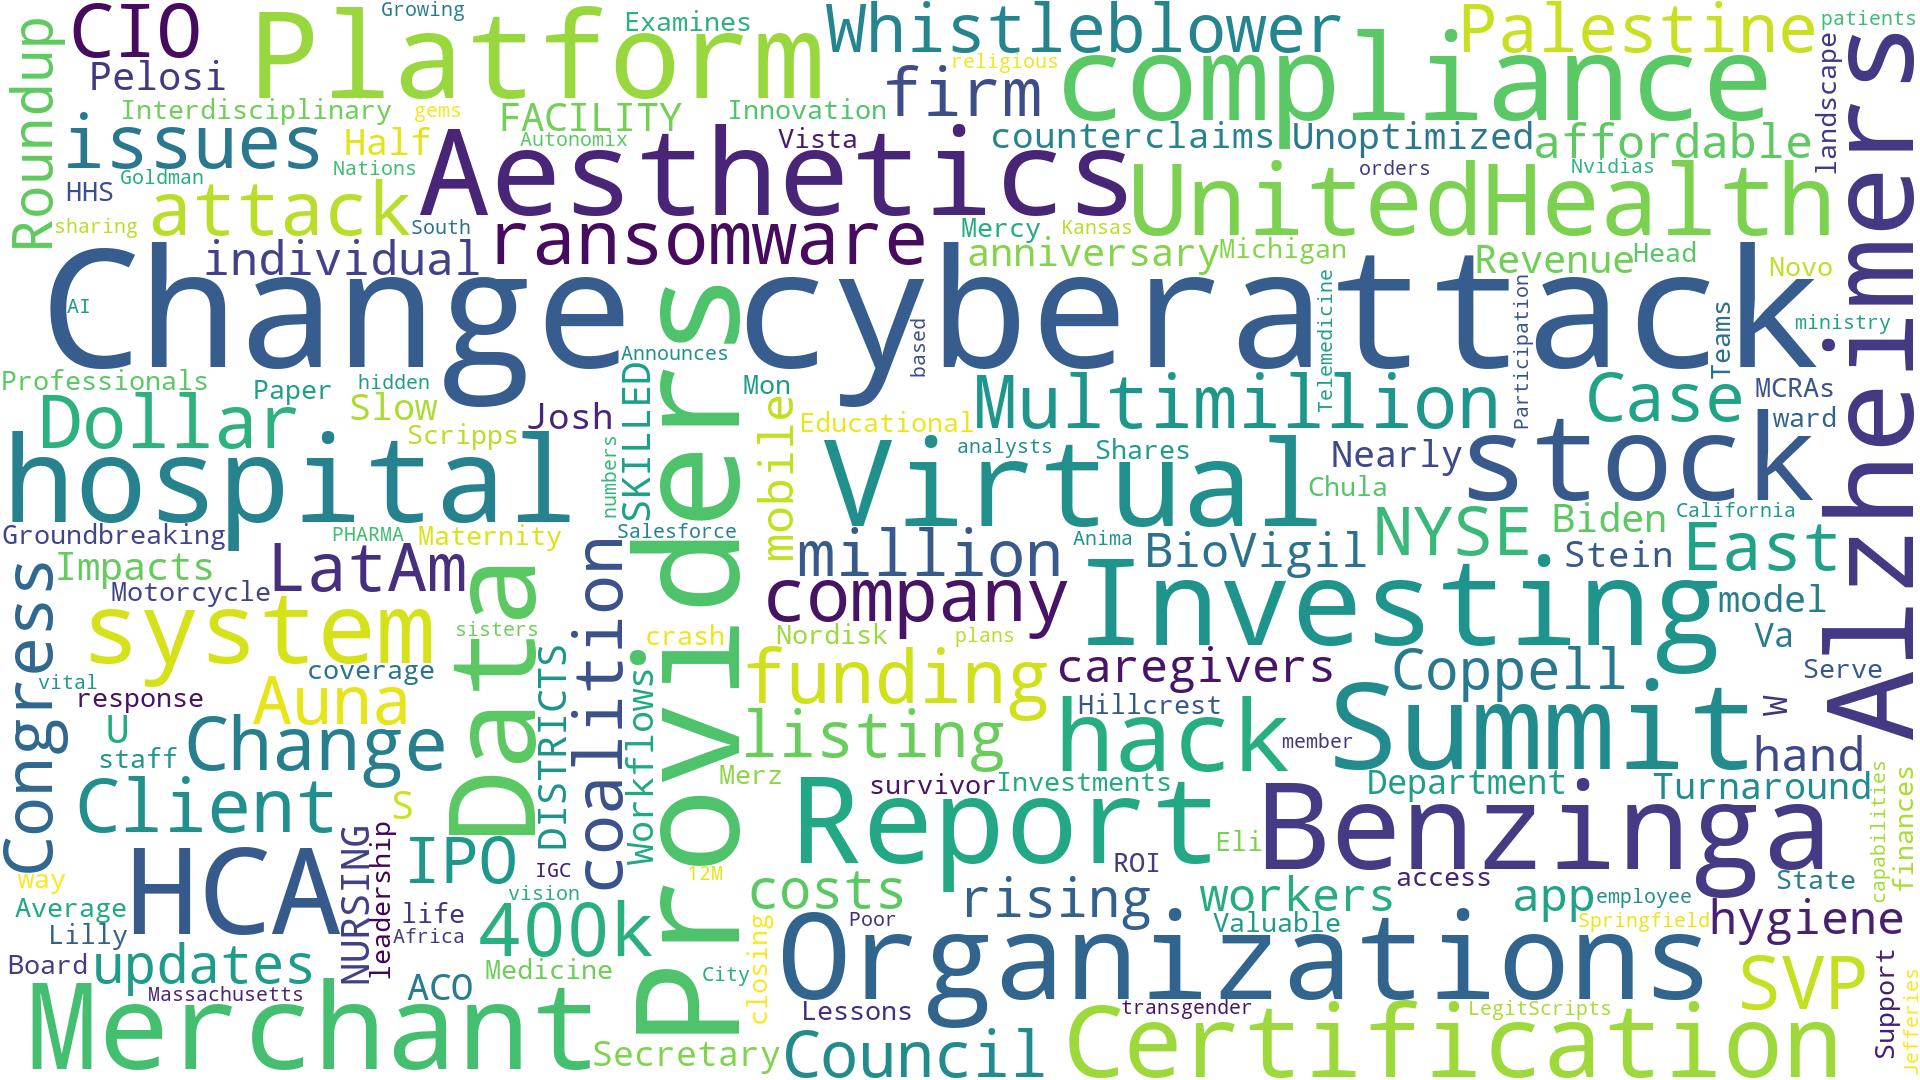 CIO
Growing
Platform
Examines
Whistleblower
Palestine
patients
Roundup
Pelosi
religious
firm
compliance
landscape
Alzheimers
Interdisciplinary
gems
FACILITY
Innovation
issues
Half
Autonomix
Aesthetics
Vista
counterclaims
Unoptimized
affordable
HHS
Goldman
Nations
orders
Nvidias
UnitedHealth
sharing
attack
South
ransomware
Mercy
Kansas
individual
anniversary
Michigan
Revenue
Head
Novo
Change
AI
cyberattack
based
Telemedicine
Participation
Teams
ministry
Announces
Providers
Professionals
Paper
hidden
Mon
Multimillion
Case
MCRAs
ward
Dollar
Slow
Josh
SKILLED
mobile
Educational
Scripps
hospital
numbers
Virtual
analysts
Shares
Nearly
stock
Chula
Groundbreaking
PHARMA
Maternity
Salesforce
million
Anima
BioVigil
NYSE
Biden
California
Stein
East
Impacts
LatAm
Congress
Motorcycle
Data
coalition
company
Investing
model
system
sisters
crash
Nordisk
plans
Va
DISTRICTS
Workflows
funding
caregivers
Coppell
Serve
coverage
vital
response
Auna
Hillcrest
W
U
staff
Change
listing
hack
member
Summit
hand
Merz
survivor
Investments
Department
Turnaround
Client
S
Report
Benzinga
capabilities
finances
HCA
NURSING
leadership
IPO
IGC
Eli
ROI
way
vision
12M
costs
rising
workers
access
app
employee
State
Average
life
400k
Poor
Valuable
Springfield
hygiene
Lilly
Africa
Organizations
Board
updates
Medicine
City
closing
SVP
Support
Jefferies
Massachusetts
ACO
Merchant
Lessons
transgender
LegitScripts
Secretary
Council
Certification